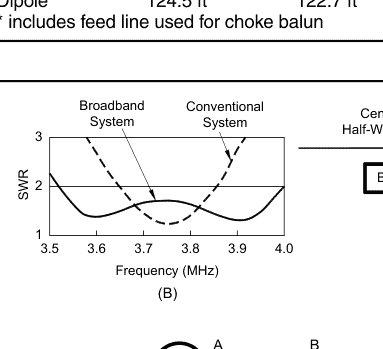 Dipole 124.5 ft 122.7 ft
* includes feed line used for choke balun
Broadband
System
Conventional
System
Cen
Half-W
3
2
1
SWR
3.5 3.6 3.7 3.8 3.9 4.0
Frequency (MHz)
(B)
A B